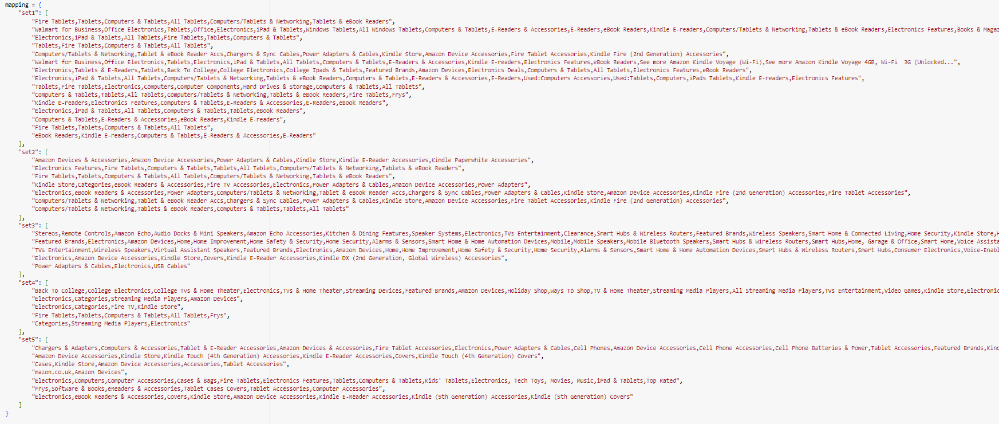 mapping = {
"set1": [
"Fire Tablets,Tablets,Computers & Tablets,All Tablets,Computers/Tablets & Networking,Tablets & eBook Readers",
"Walmart for Business,Office Electronics,Tablets,Office,Electronics,iPad & Tablets,Windows Tablets,All Windows Tablets,Computers & Tablets,E-Readers & Accessories,E-Readers,eBook Readers,Kindle E-readers,Computers/Tablets & Networking,Tablets & eBook Readers,Electronics Features,Books & Magaz
"Electronics,iPad & Tablets,All Tablets,Fire Tablets,Tablets,Computers & Tablets",
"Tablets,Fire Tablets,Computers & Tablets,All Tablets",
"Computers/Tablets & Networking,Tablet & eBook Reader Accs,Chargers & Sync Cables,Power Adapters & Cables,Kindle Store,Amazon Device Accessories,Fire Tablet Accessories,Kindle Fire (2nd Generation) Accessories",
"Walmart for Business,Office Electronics,Tablets,Electronics,iPad & Tablets,All Tablets,Computers & Tablets,E-Readers & Accessories,Kindle E-readers,Electronics Features,eBook Readers,See more Amazon Kindle Voyage (Wi-Fi),See more Amazon Kindle Voyage 4GB, Wi-Fi  3G (Unlocked...",
"Electronics,Tablets & E-Readers,Tablets,Back To College,College Electronics,College Ipads & Tablets,Featured Brands,Amazon Devices,Electronics Deals,Computers & Tablets,All Tablets,Electronics Features,eBook Readers",
"Electronics,iPad & Tablets,All Tablets,Computers/Tablets & Networking,Tablets & eBook Readers,Computers & Tablets,E-Readers & Accessories,E-Readers,Used:Computers Accessories,Used:Tablets,Computers,iPads Tablets,Kindle E-readers,Electronics Features",
"Tablets,Fire Tablets,Electronics,Computers,Computer Components,Hard Drives & Storage,Computers & Tablets,All Tablets",
"Computers & Tablets,Tablets,All Tablets,Computers/Tablets & Networking,Tablets & eBook Readers,Fire Tablets,Frys",
"Kindle E-readers,Electronics Features,Computers & Tablets,E-Readers & Accessories,E-Readers,eBook Readers",
"Electronics,iPad & Tablets,All Tablets,Computers & Tablets,Tablets,eBook Readers",
"Computers & Tablets,E-Readers & Accessories,eBook Readers,Kindle E-readers",
"Fire Tablets,Tablets,Computers & Tablets,All Tablets",
"eBook Readers,Kindle E-readers,Computers & Tablets,E-Readers & Accessories,E-Readers"
],
"set2": [
"Amazon Devices & Accessories,Amazon Device Accessories,Power Adapters & Cables,Kindle Store,Kindle E-Reader Accessories,Kindle Paperwhite Accessories",
"Electronics Features,Fire Tablets,Computers & Tablets,Tablets,All Tablets,Computers/Tablets & Networking,Tablets & eBook Readers",
"Fire Tablets,Tablets,Computers & Tablets,All Tablets,Computers/Tablets & Networking,Tablets & eBook Readers",
"Kindle Store,Categories,eBook Readers & Accessories,Fire TV Accessories,Electronics,Power Adapters & Cables,Amazon Device Accessories,Power Adapters",
"Electronics,eBook Readers & Accessories,Power Adapters,Computers/Tablets & Networking,Tablet & eBook Reader Accs,Chargers & Sync Cables,Power Adapters & Cables,Kindle Store,Amazon Device Accessories,Kindle Fire (2nd Generation) Accessories,Fire Tablet Accessories",
"Computers/Tablets & Networking,Tablet & eBook Reader Accs,Chargers & Sync Cables,Power Adapters & Cables,Kindle Store,Amazon Device Accessories,Fire Tablet Accessories,Kindle Fire (2nd Generation) Accessories",
"Computers/Tablets & Networking,Tablets & eBook Readers,Computers & Tablets,Tablets,All Tablets"
],
"set3": [
"Stereos,Remote Controls,Amazon Echo,Audio Docks & Mini Speakers,Amazon Echo Accessories,Kitchen & Dining Features,Speaker Systems,Electronics,TVs Entertainment,Clearance,Smart Hubs & Wireless Routers,Featured Brands,Wireless Speakers,Smart Home & Connected Living,Home Security,Kindle Store,H
"Featured Brands,Electronics,Amazon Devices,Home,Home Improvement,Home Safety & Security,Home Security,Alarms & Sensors,Smart Home & Home Automation Devices,Mobile,Mobile Speakers,Mobile Bluetooth Speakers,Smart Hubs & Wireless Routers,Smart Hubs,Home, Garage & Office,Smart Home,Voice Assista
"TVs Entertainment,Wireless Speakers,Virtual Assistant Speakers,Featured Brands,Electronics,Amazon Devices,Home,Home Improvement,Home Safety & Security,Home Security,Alarms & Sensors,Smart Home & Home Automation Devices,Smart Hubs & Wireless Routers,Smart Hubs,Consumer Electronics,Voice-Enabl
"Electronics,Amazon Device Accessories,Kindle Store,Covers,Kindle E-Reader Accessories,Kindle DX (2nd Generation, Global Wireless) Accessories",
"Power Adapters & Cables,Electronics,USB Cables"
],
"set4": [
"Back To College,College Electronics,College Tvs & Home Theater,Electronics,Tvs & Home Theater,Streaming Devices,Featured Brands,Amazon Devices,Holiday Shop,Ways To Shop,TV & Home Theater,Streaming Media Players,All Streaming Media Players,TVs Entertainment,Video Games,Kindle Store,Electronic
"Electronics,Categories,Streaming Media Players,Amazon Devices",
"Electronics,Categories,Fire TV,Kindle Store",
"Fire Tablets,Tablets,Computers & Tablets,All Tablets,Frys",
"Categories,Streaming Media Players,Electronics"
],
"set5": [
"Chargers & Adapters,Computers & Accessories,Tablet & E-Reader Accessories,Amazon Devices & Accessories,Fire Tablet Accessories,Electronics,Power Adapters & Cables,Cell Phones,Amazon Device Accessories,Cell Phone Accessories,Cell Phone Batteries & Power,Tablet Accessories,Featured Brands,Kind
"Amazon Device Accessories,Kindle Store,Kindle Touch (4th Generation) Accessories,Kindle E-Reader Accessories,Covers,Kindle Touch (4th Generation) Covers",
"Cases,Kindle Store,Amazon Device Accessories,Accessories,Tablet Accessories",
"mazon.co.uk,Amazon Devices",
"Electronics,Computers,Computer Accessories,Cases & Bags,Fire Tablets,Electronics Features,Tablets,Computers & Tablets,Kids' Tablets,Electronics, Tech Toys, Movies, Music,iPad & Tablets,Top Rated",
"Frys,Software & Books,eReaders & Accessories,Tablet Cases Covers,Tablet Accessories,Computer Accessories",
"Electronics,eBook Readers & Accessories,Covers,Kindle Store,Amazon Device Accessories,Kindle E-Reader Accessories,Kindle (5th Generation) Accessories,Kindle (5th Generation) Covers"
]
}